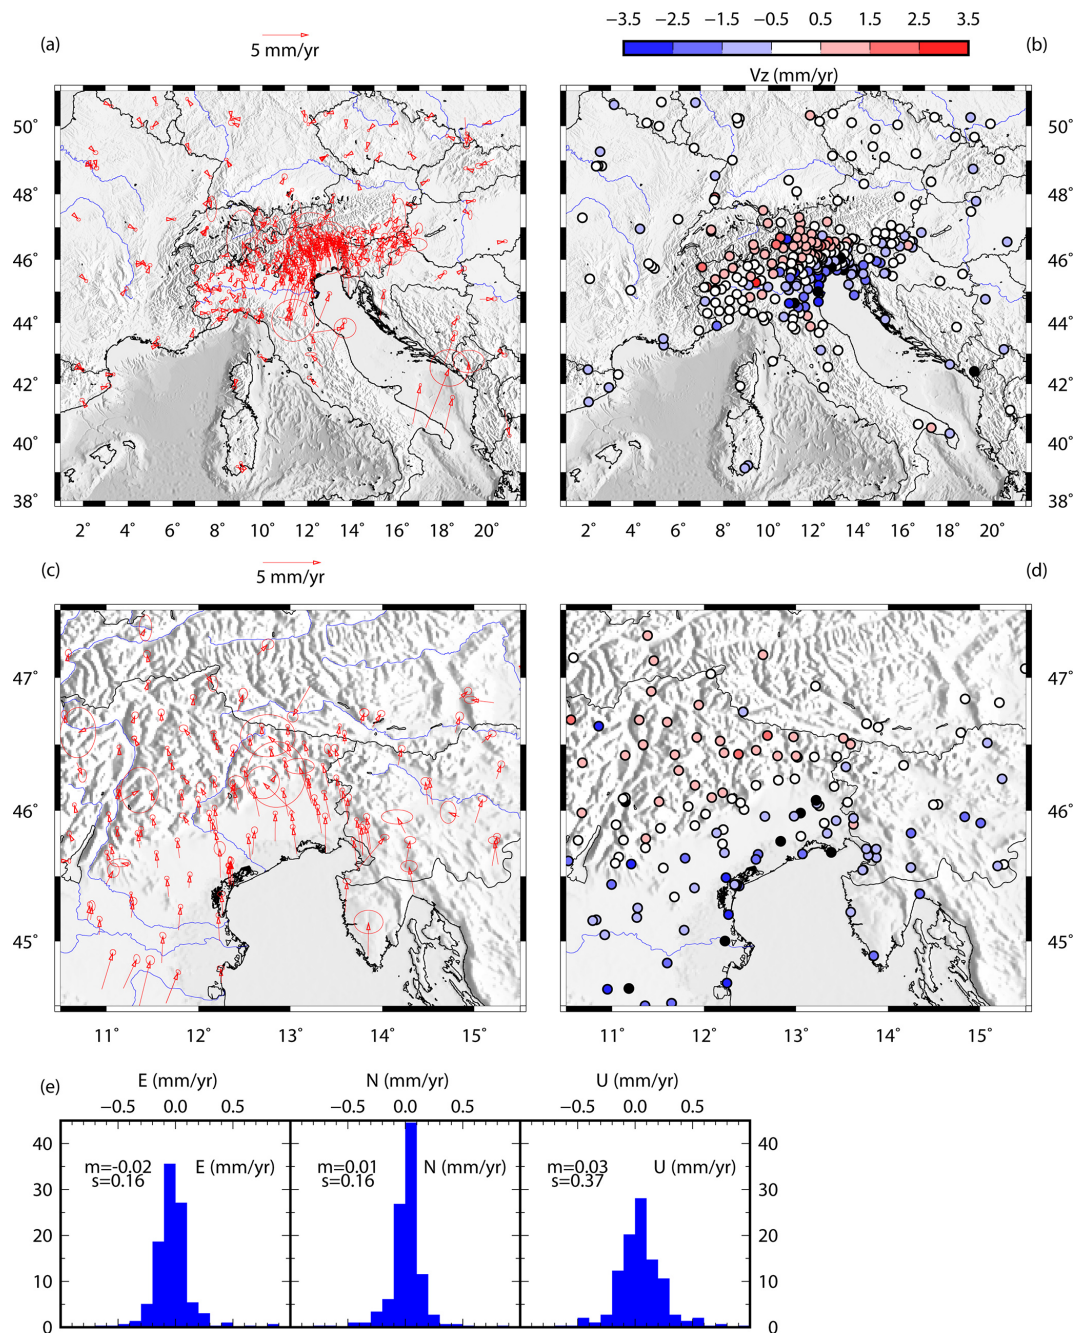 −3.5 −2.5 −1.5 −0.5 0.5 1.5 2.5 3.5
(a) 5 mm/yr (b)
Vz (mm/yr)
50˚ 50˚
48˚ 48˚
46˚ 46˚
44˚ 44˚
42˚ 42˚
40˚ 40˚
38˚ 38˚
2˚ 4˚ 6˚ 8˚ 10˚ 12˚ 14˚ 16˚ 18˚ 20˚ 2˚ 4˚ 6˚ 8˚ 10˚ 12˚ 14˚ 16˚ 18˚ 20˚
(c) 5 mm/yr (d)
47˚ 47˚
46˚ 46˚
45˚ 45˚
11˚ 12˚ 13˚ 14˚ 15˚ 11˚ 12˚ 13˚ 14˚ 15˚
(e) E (mm/yr) N (mm/yr) U (mm/yr)
−0.5 0.0 0.5 −0.5 0.0 0.5 −0.5 0.0 0.5
40 40
m=-0.02 E (mm/yr) m=0.01 N (mm/yr) m=0.03 U (mm/yr)
s=0.16 s=0.16 s=0.37
30 30
20 20
10 10
0 0